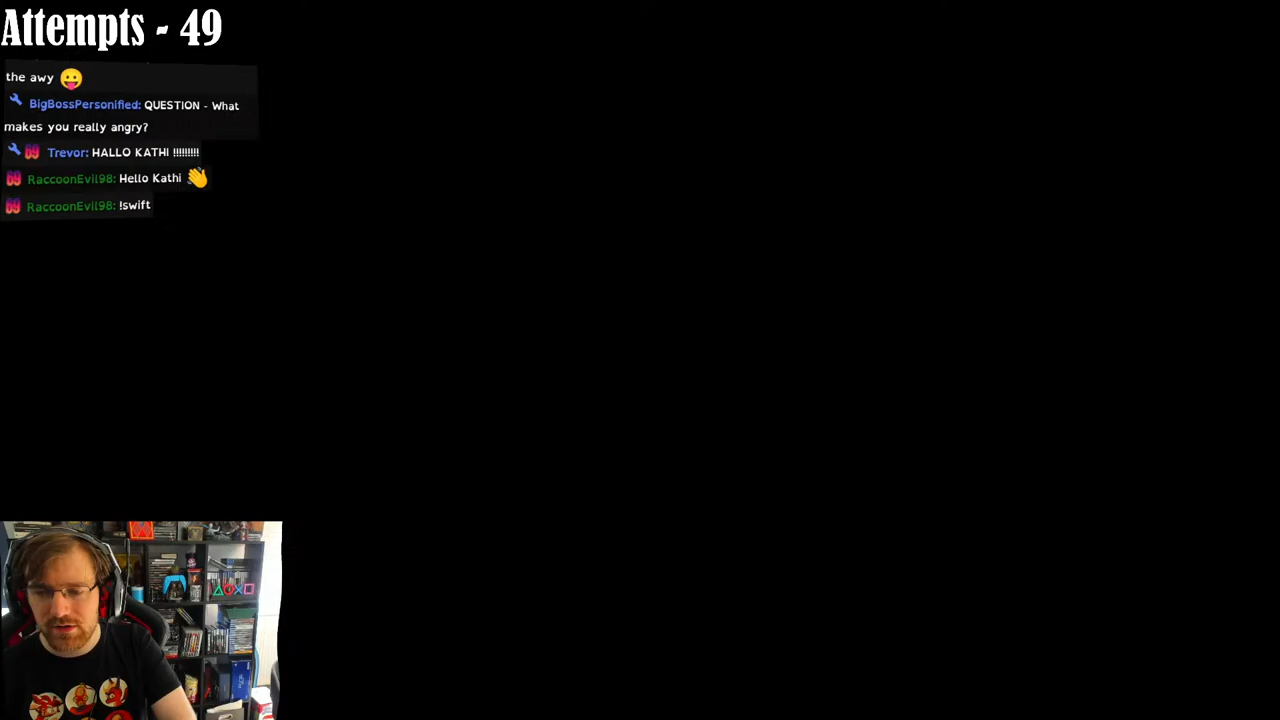 Attempts - 49
the awy 😛
BigBossPersonified: QUESTION - What
makes you really angry?
Trevor: HALLO KATHI !!!!!!!!!
RaccoonEvil98: Hello Kathi 👋
RaccoonEvil98: !swift